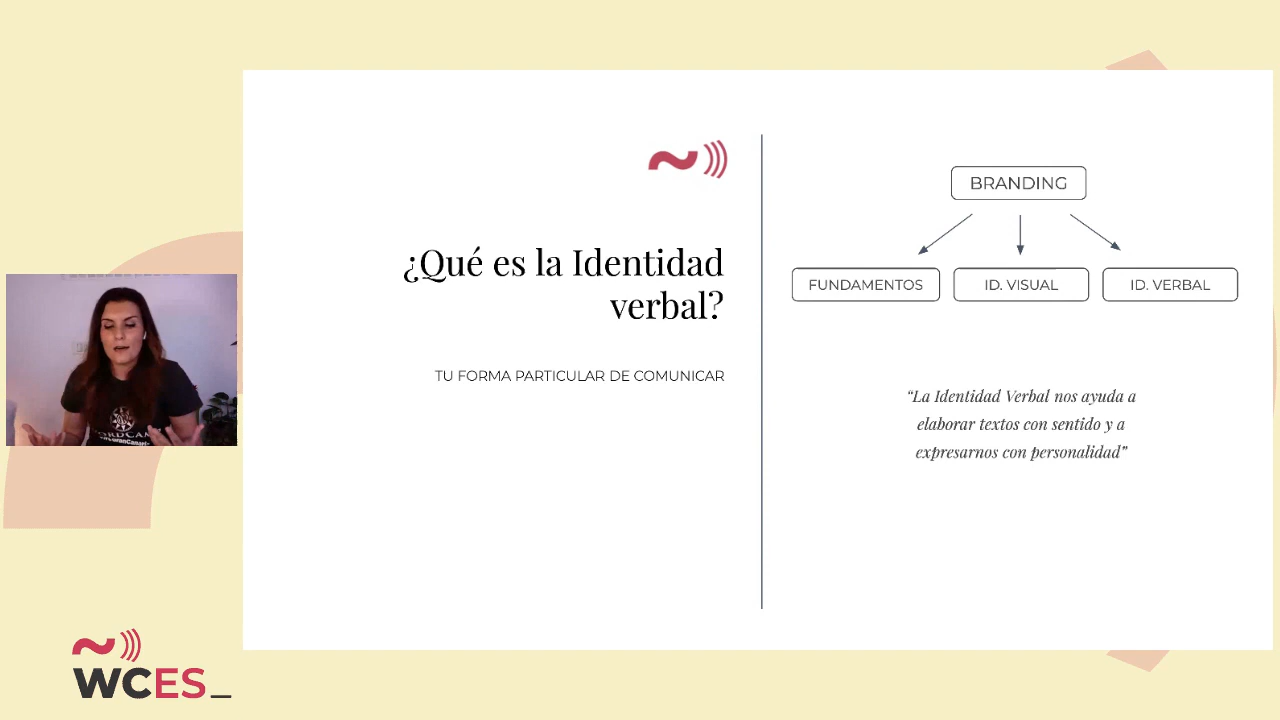 ¿Qué es la Identidad
verbal?
TU FORMA PARTICULAR DE COMUNICAR
BRANDING
FUNDAMENTOS
ID. VISUAL
ID. VERBAL
“La Identidad Verbal nos ayuda a
elaborar textos con sentido y a
expresarnos con personalidad”
WCES_